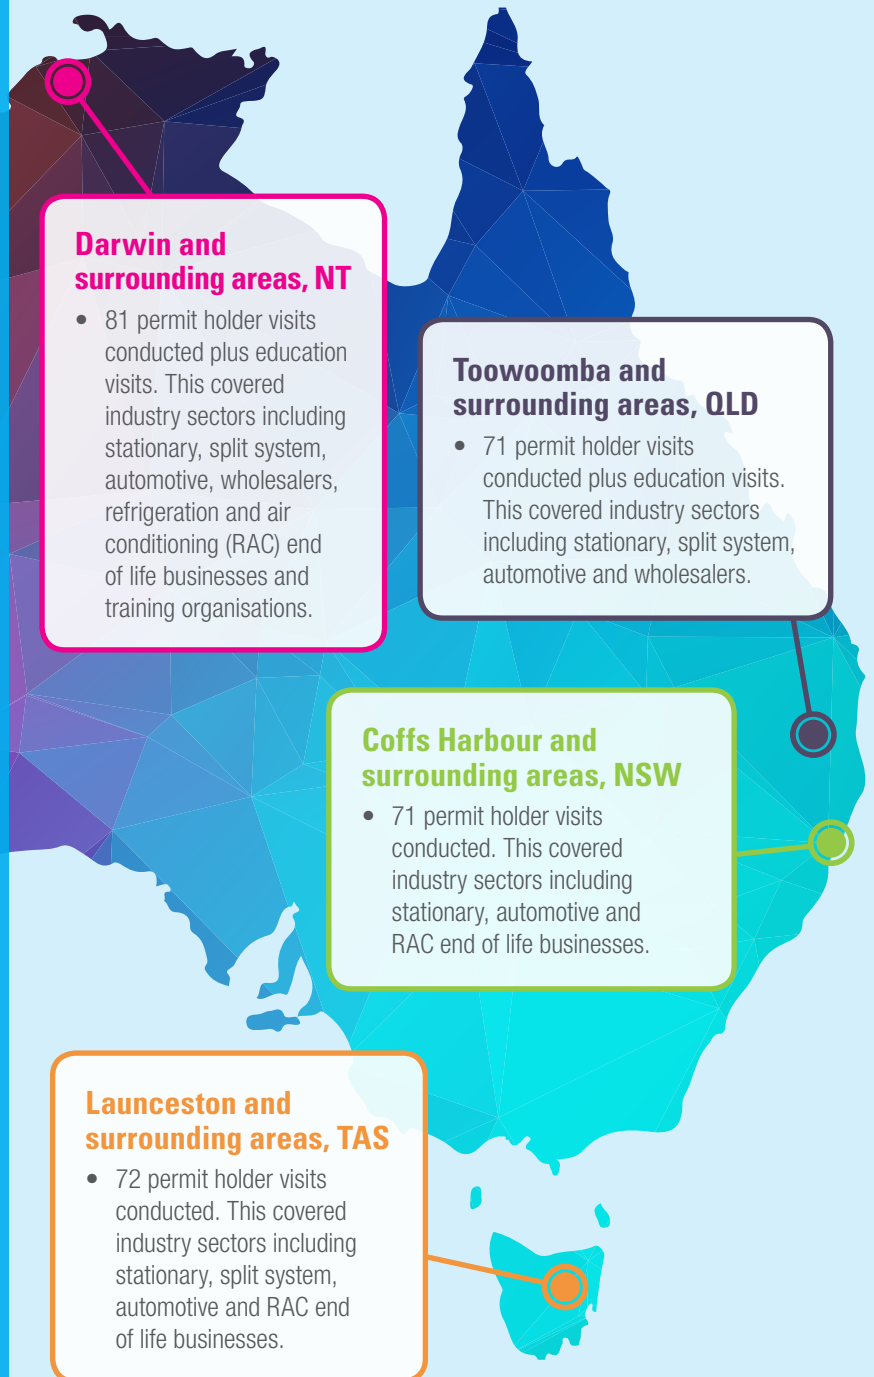 Darwin and
surrounding areas, NT
• 81 permit holder visits
conducted plus education
visits. This covered
industry sectors including
stationary, split system,
automotive, wholesalers,
refrigeration and air
conditioning (RAC) end
of life businesses and
training organisations.
Toowoomba and
surrounding areas, QLD
• 71 permit holder visits
conducted plus education visits.
This covered industry sectors
including stationary, split system,
automotive and wholesalers.
Coffs Harbour and
surrounding areas, NSW
• 71 permit holder visits
conducted. This covered
industry sectors including
stationary, automotive and
RAC end of life businesses.
Launceston and
surrounding areas, TAS
• 72 permit holder visits
conducted. This covered
industry sectors including
stationary, split system,
automotive and RAC end
of life businesses.